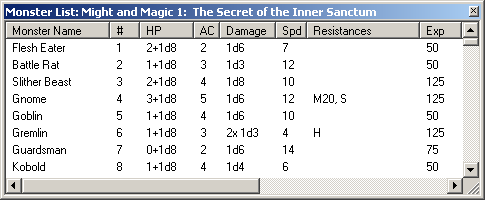 Monster List: Might and Magic 1: The Secret of the Inner Sanctum
Monster Name # HP AC Damage Spd Resistances Exp
Flesh Eater 1 2+1d8 2 1d6 7 50
Battle Rat 2 1+1d8 3 1d3 12 50
Slither Beast 3 2+1d8 4 1d8 10 125
Gnome 4 3+1d8 5 1d6 12 M20, S 125
Goblin 5 1+1d8 4 1d6 10 50
Gremlin 6 1+1d8 3 2x 1d3 4 H 125
Guardsman 7 0+1d8 2 1d6 14 75
Kobold 8 1+1d8 4 1d4 6 50